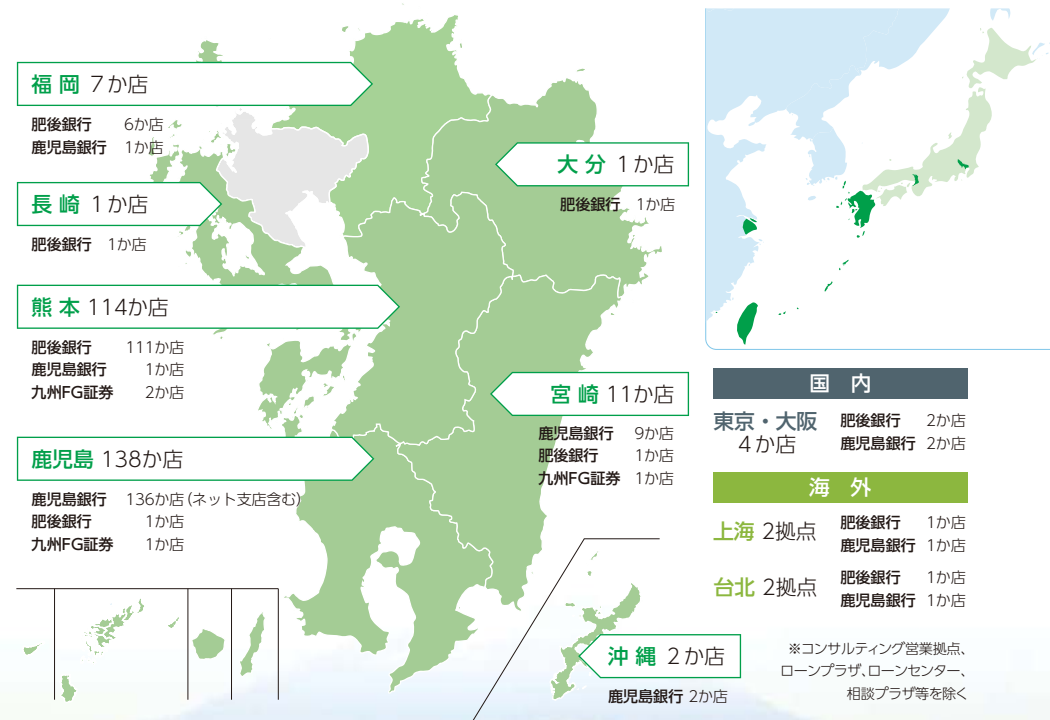 福岡 7か店
肥後銀行 6か店
鹿児島銀行 1か店
長崎 1か店
肥後銀行 1か店
熊本 114か店
肥後銀行 111か店
鹿児島銀行 1か店
九州FG証券 2か店
鹿児島 138か店
鹿児島銀行 136か店(ネット支店含む)
肥後銀行 1か店
九州FG証券 1か店
大分 1か店
肥後銀行 1か店
宮崎 11か店
鹿児島銀行 9か店
肥後銀行 1か店
九州FG証券 1か店
沖縄 2か店
鹿児島銀行 2か店
国内
東京・大阪
4か店
肥後銀行 2か店
鹿児島銀行 2か店
海外
上海 2拠点
肥後銀行 1か店
鹿児島銀行 1か店
台北 2拠点
肥後銀行 1か店
鹿児島銀行 1か店
※コンサルティング営業拠点、
ローンプラザ、ローンセンター、
相談プラザ等を除く